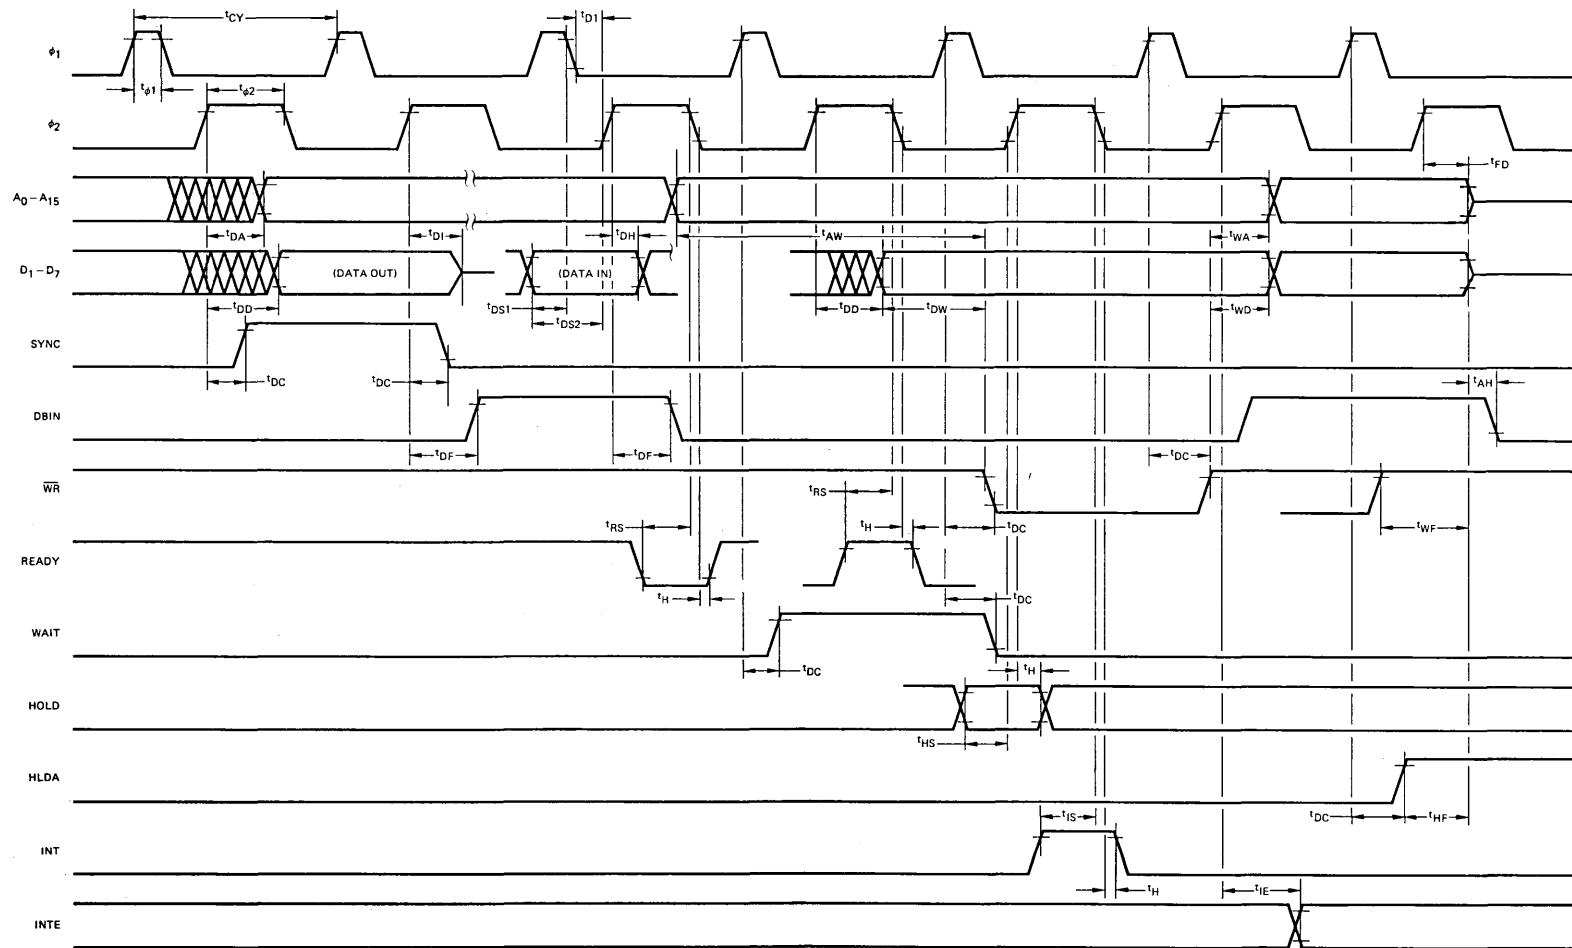 tCY
tD1
ϕ1
tϕ1
tϕ2
ϕ2
tFD
A0–A15
tDA
tDI
tDH
tAW
tWA
D1–D7
(DATA OUT)
(DATA IN)
tDD
tDS1
tDS2
tDD
tDW
tWD
SYNC
tDC
tDC
tAH
DBIN
tDF
tDF
tDC
WR
tRS
tRS
tH
tDC
tWF
READY
tH
tDC
WAIT
tDC
tH
HOLD
tHS
HLDA
tDC
tHF
tIS
INT
tH
tIE
INTE